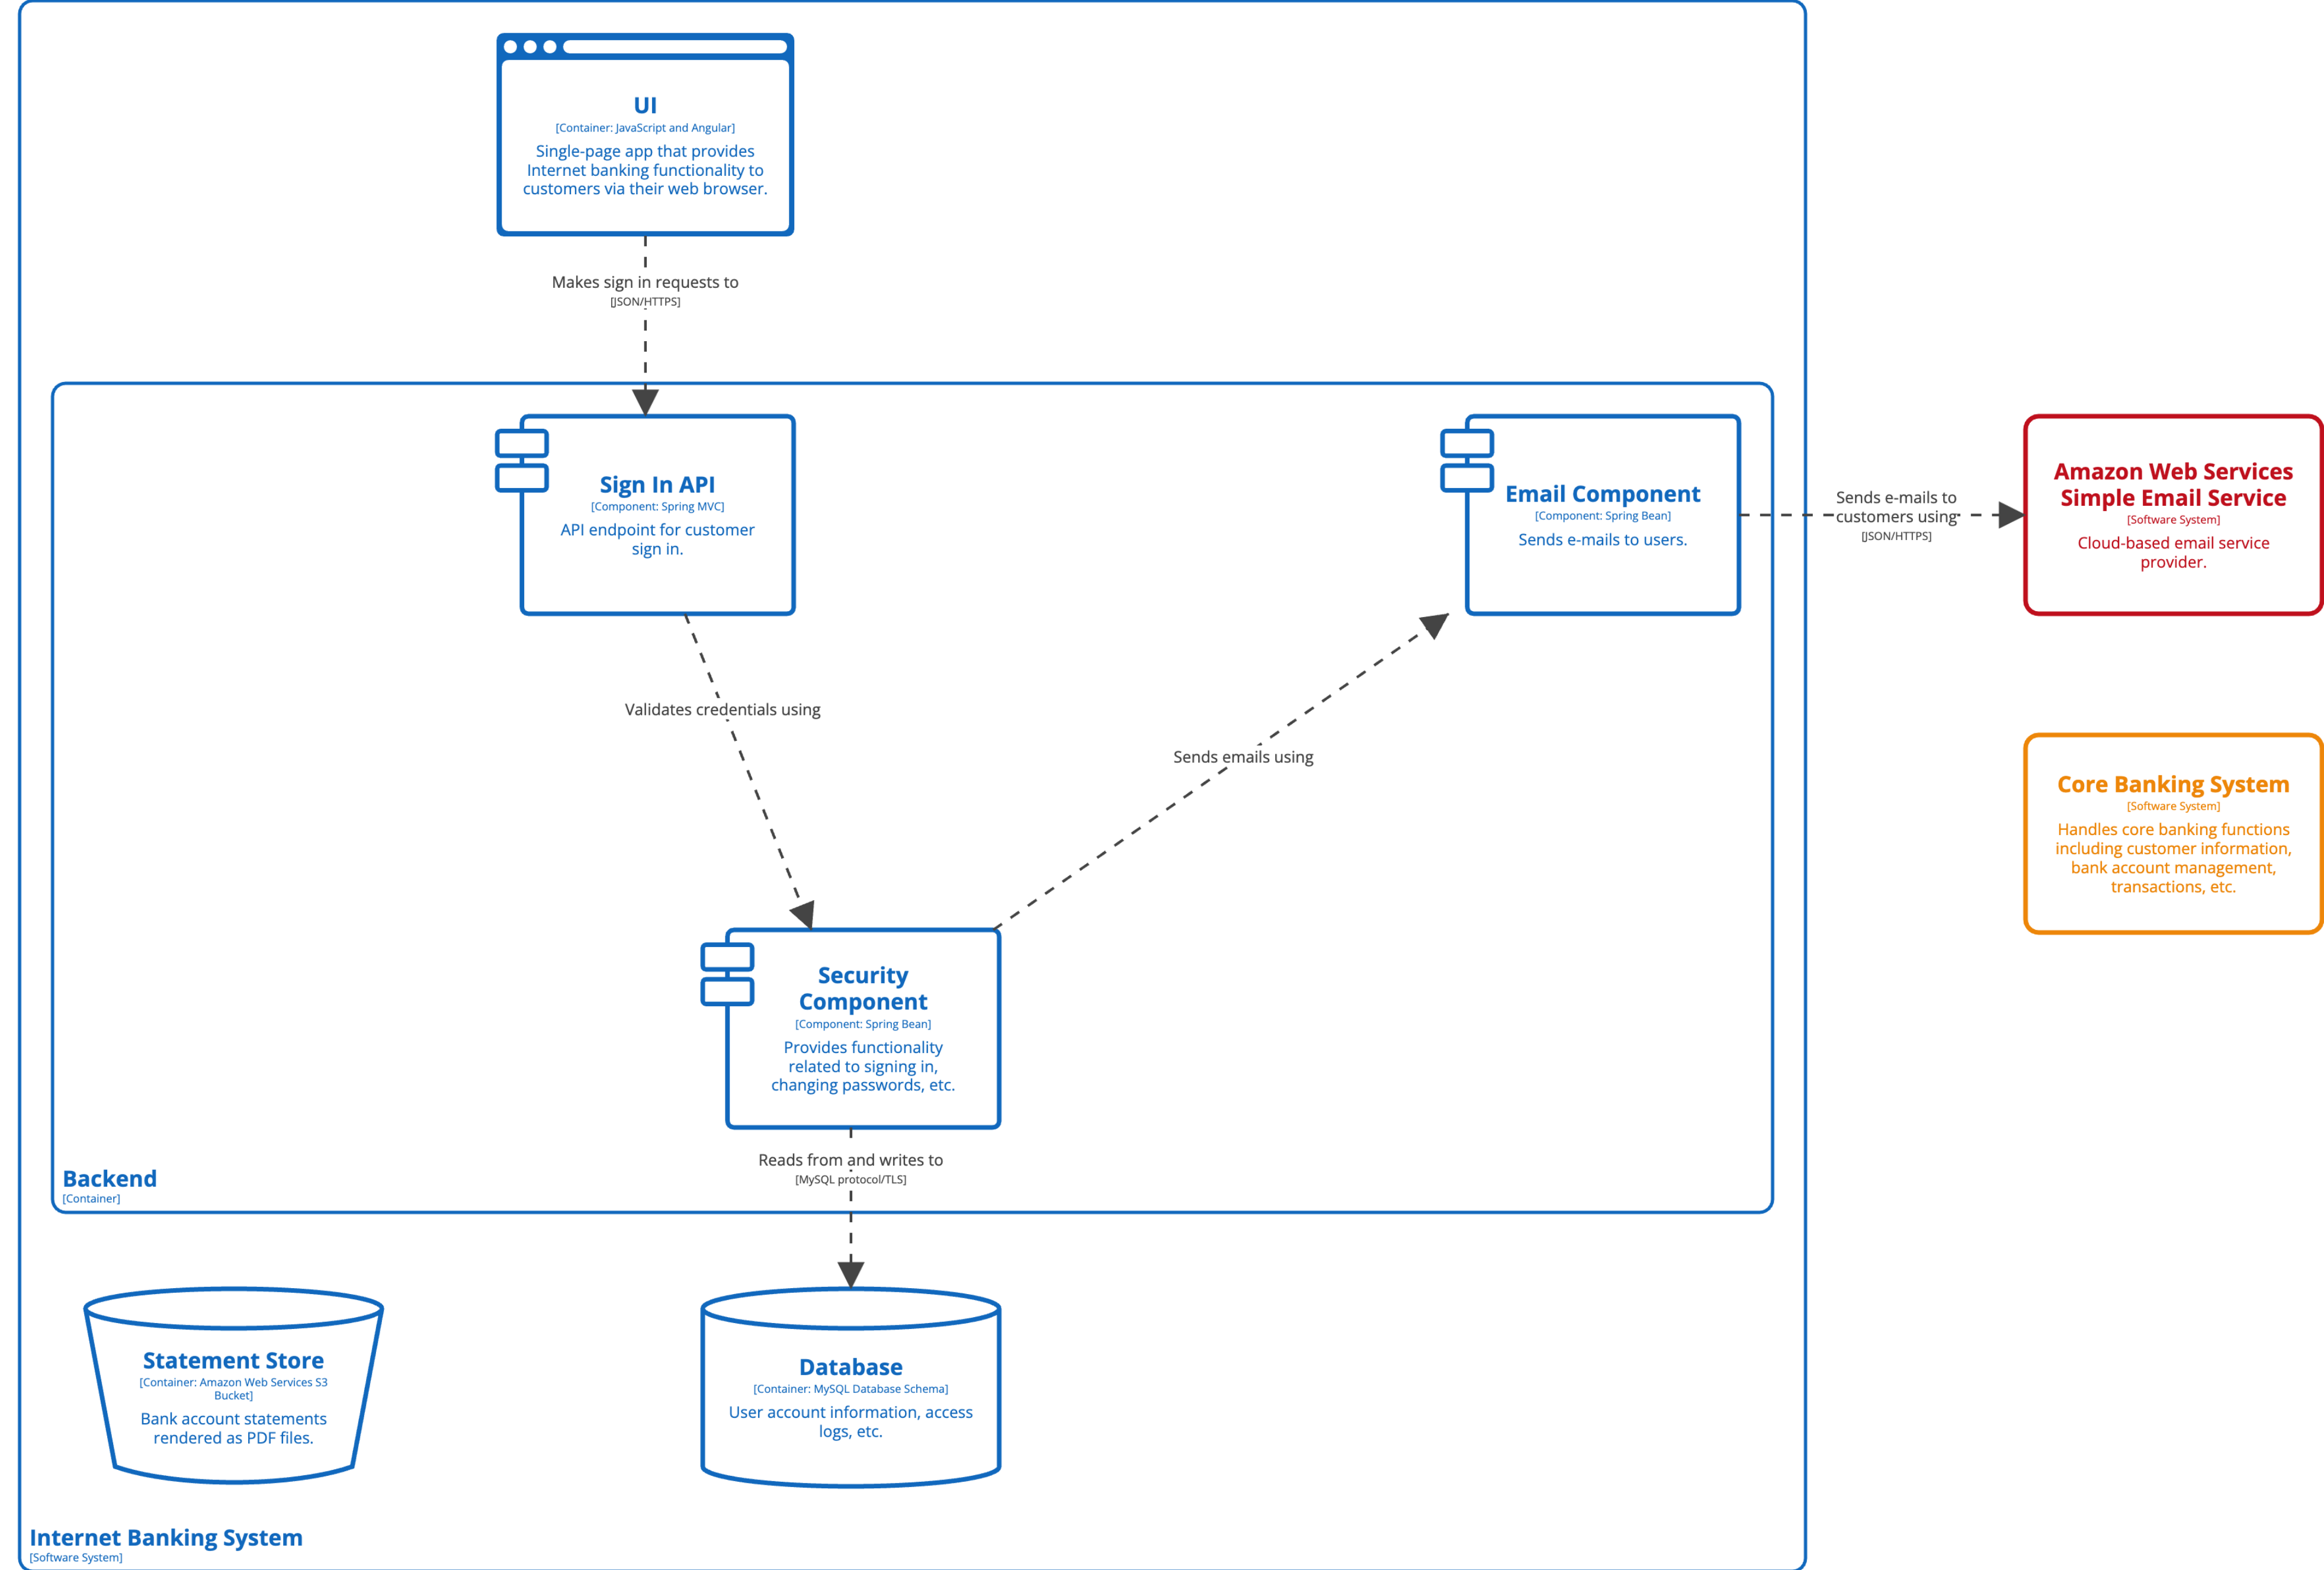 UI
[Container: JavaScript and Angular]
Single-page app that provides
Internet banking functionality to
customers via their web browser.
Makes sign in requests to
[JSON/HTTPS]
Sign In API
[Component: Spring MVC]
API endpoint for customer
sign in.
Email Component
[Component: Spring Bean]
Sends e-mails to users.
Sends e-mails to
customers using
[JSON/HTTPS]
Amazon Web Services
Simple Email Service
[Software System]
Cloud-based email service
provider.
Validates credentials using
Sends emails using
Core Banking System
[Software System]
Handles core banking functions
including customer information,
bank account management,
transactions, etc.
Security
Component
[Component: Spring Bean]
Provides functionality
related to signing in,
changing passwords, etc.
Reads from and writes to
[MySQL protocol/TLS]
Backend
[Container]
Statement Store
[Container: Amazon Web Services S3
Bucket]
Bank account statements
rendered as PDF files.
Database
[Container: MySQL Database Schema]
User account information, access
logs, etc.
Internet Banking System
[Software System]